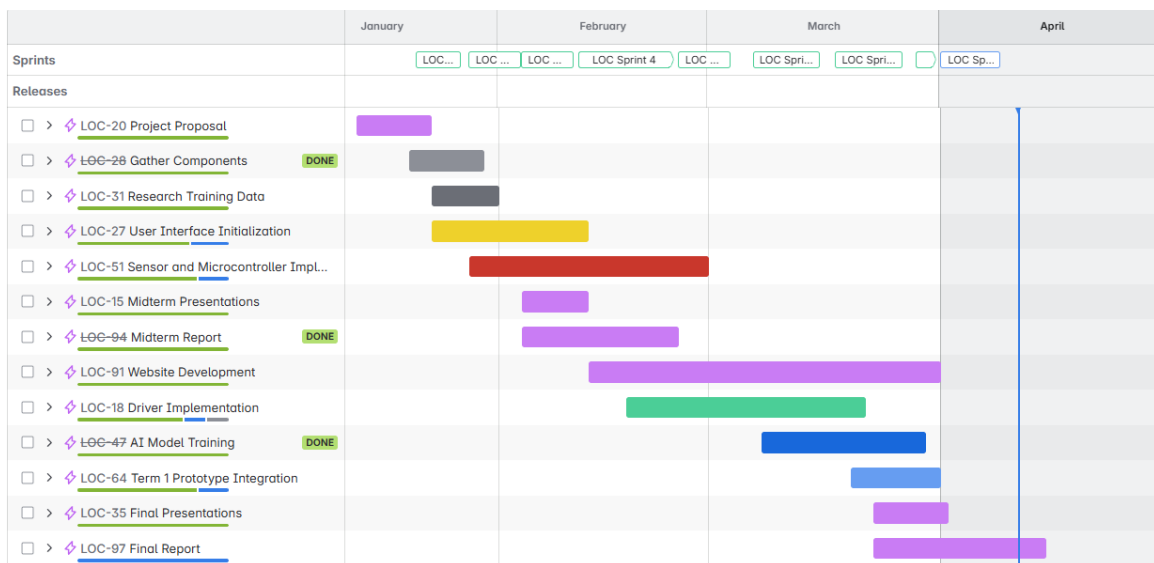 January February March April
Sprints LOC... LOC ... LOC ... LOC Sprint 4 LOC ... LOC Spri... LOC Spri... LOC Sp...
Releases
LOC-20 Project Proposal
LOC-28 Gather Components DONE
LOC-31 Research Training Data
LOC-27 User Interface Initialization
LOC-51 Sensor and Microcontroller Impl...
LOC-15 Midterm Presentations
LOC-94 Midterm Report DONE
LOC-91 Website Development
LOC-18 Driver Implementation
LOC-47 AI Model Training DONE
LOC-64 Term 1 Prototype Integration
LOC-35 Final Presentations
LOC-97 Final Report